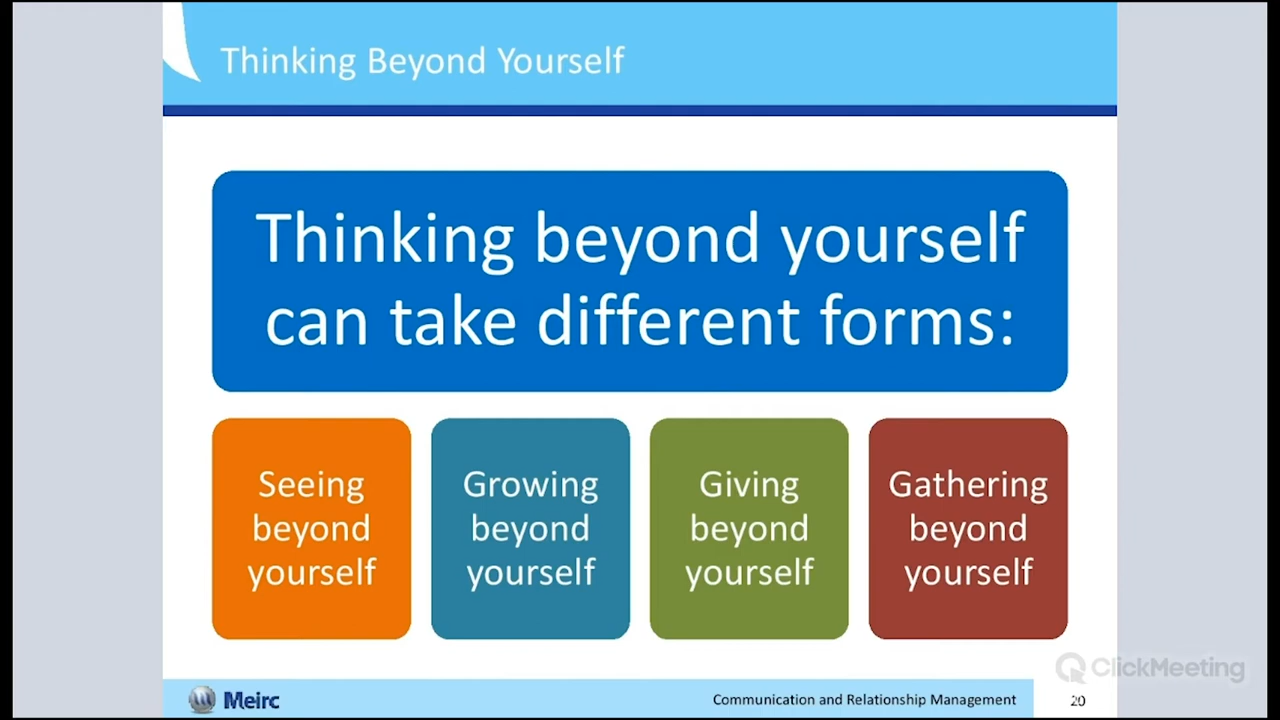 Thinking Beyond Yourself
Thinking beyond yourself
can take different forms:
Seeing
beyond
yourself
Growing
beyond
yourself
Giving
beyond
yourself
Gathering
beyond
yourself
ClickMeeting
Meirc
Communication and Relationship Management
20